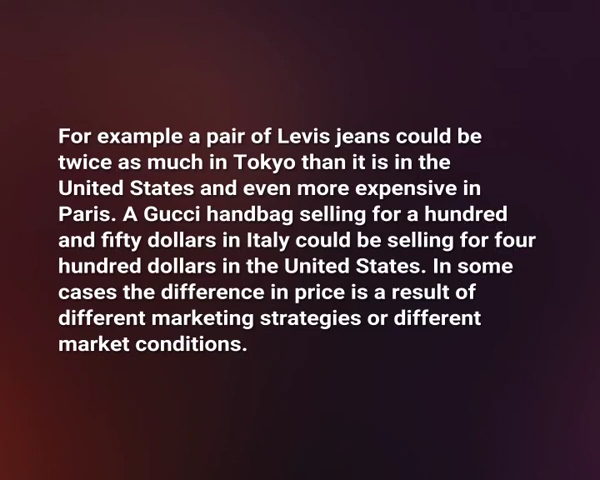 For example a pair of Levis jeans could be
twice as much in Tokyo than it is in the
United States and even more expensive in
Paris. A Gucci handbag selling for a hundred
and fifty dollars in Italy could be selling for four
hundred dollars in the United States. In some
cases the difference in price is a result of
different marketing strategies or different
market conditions.